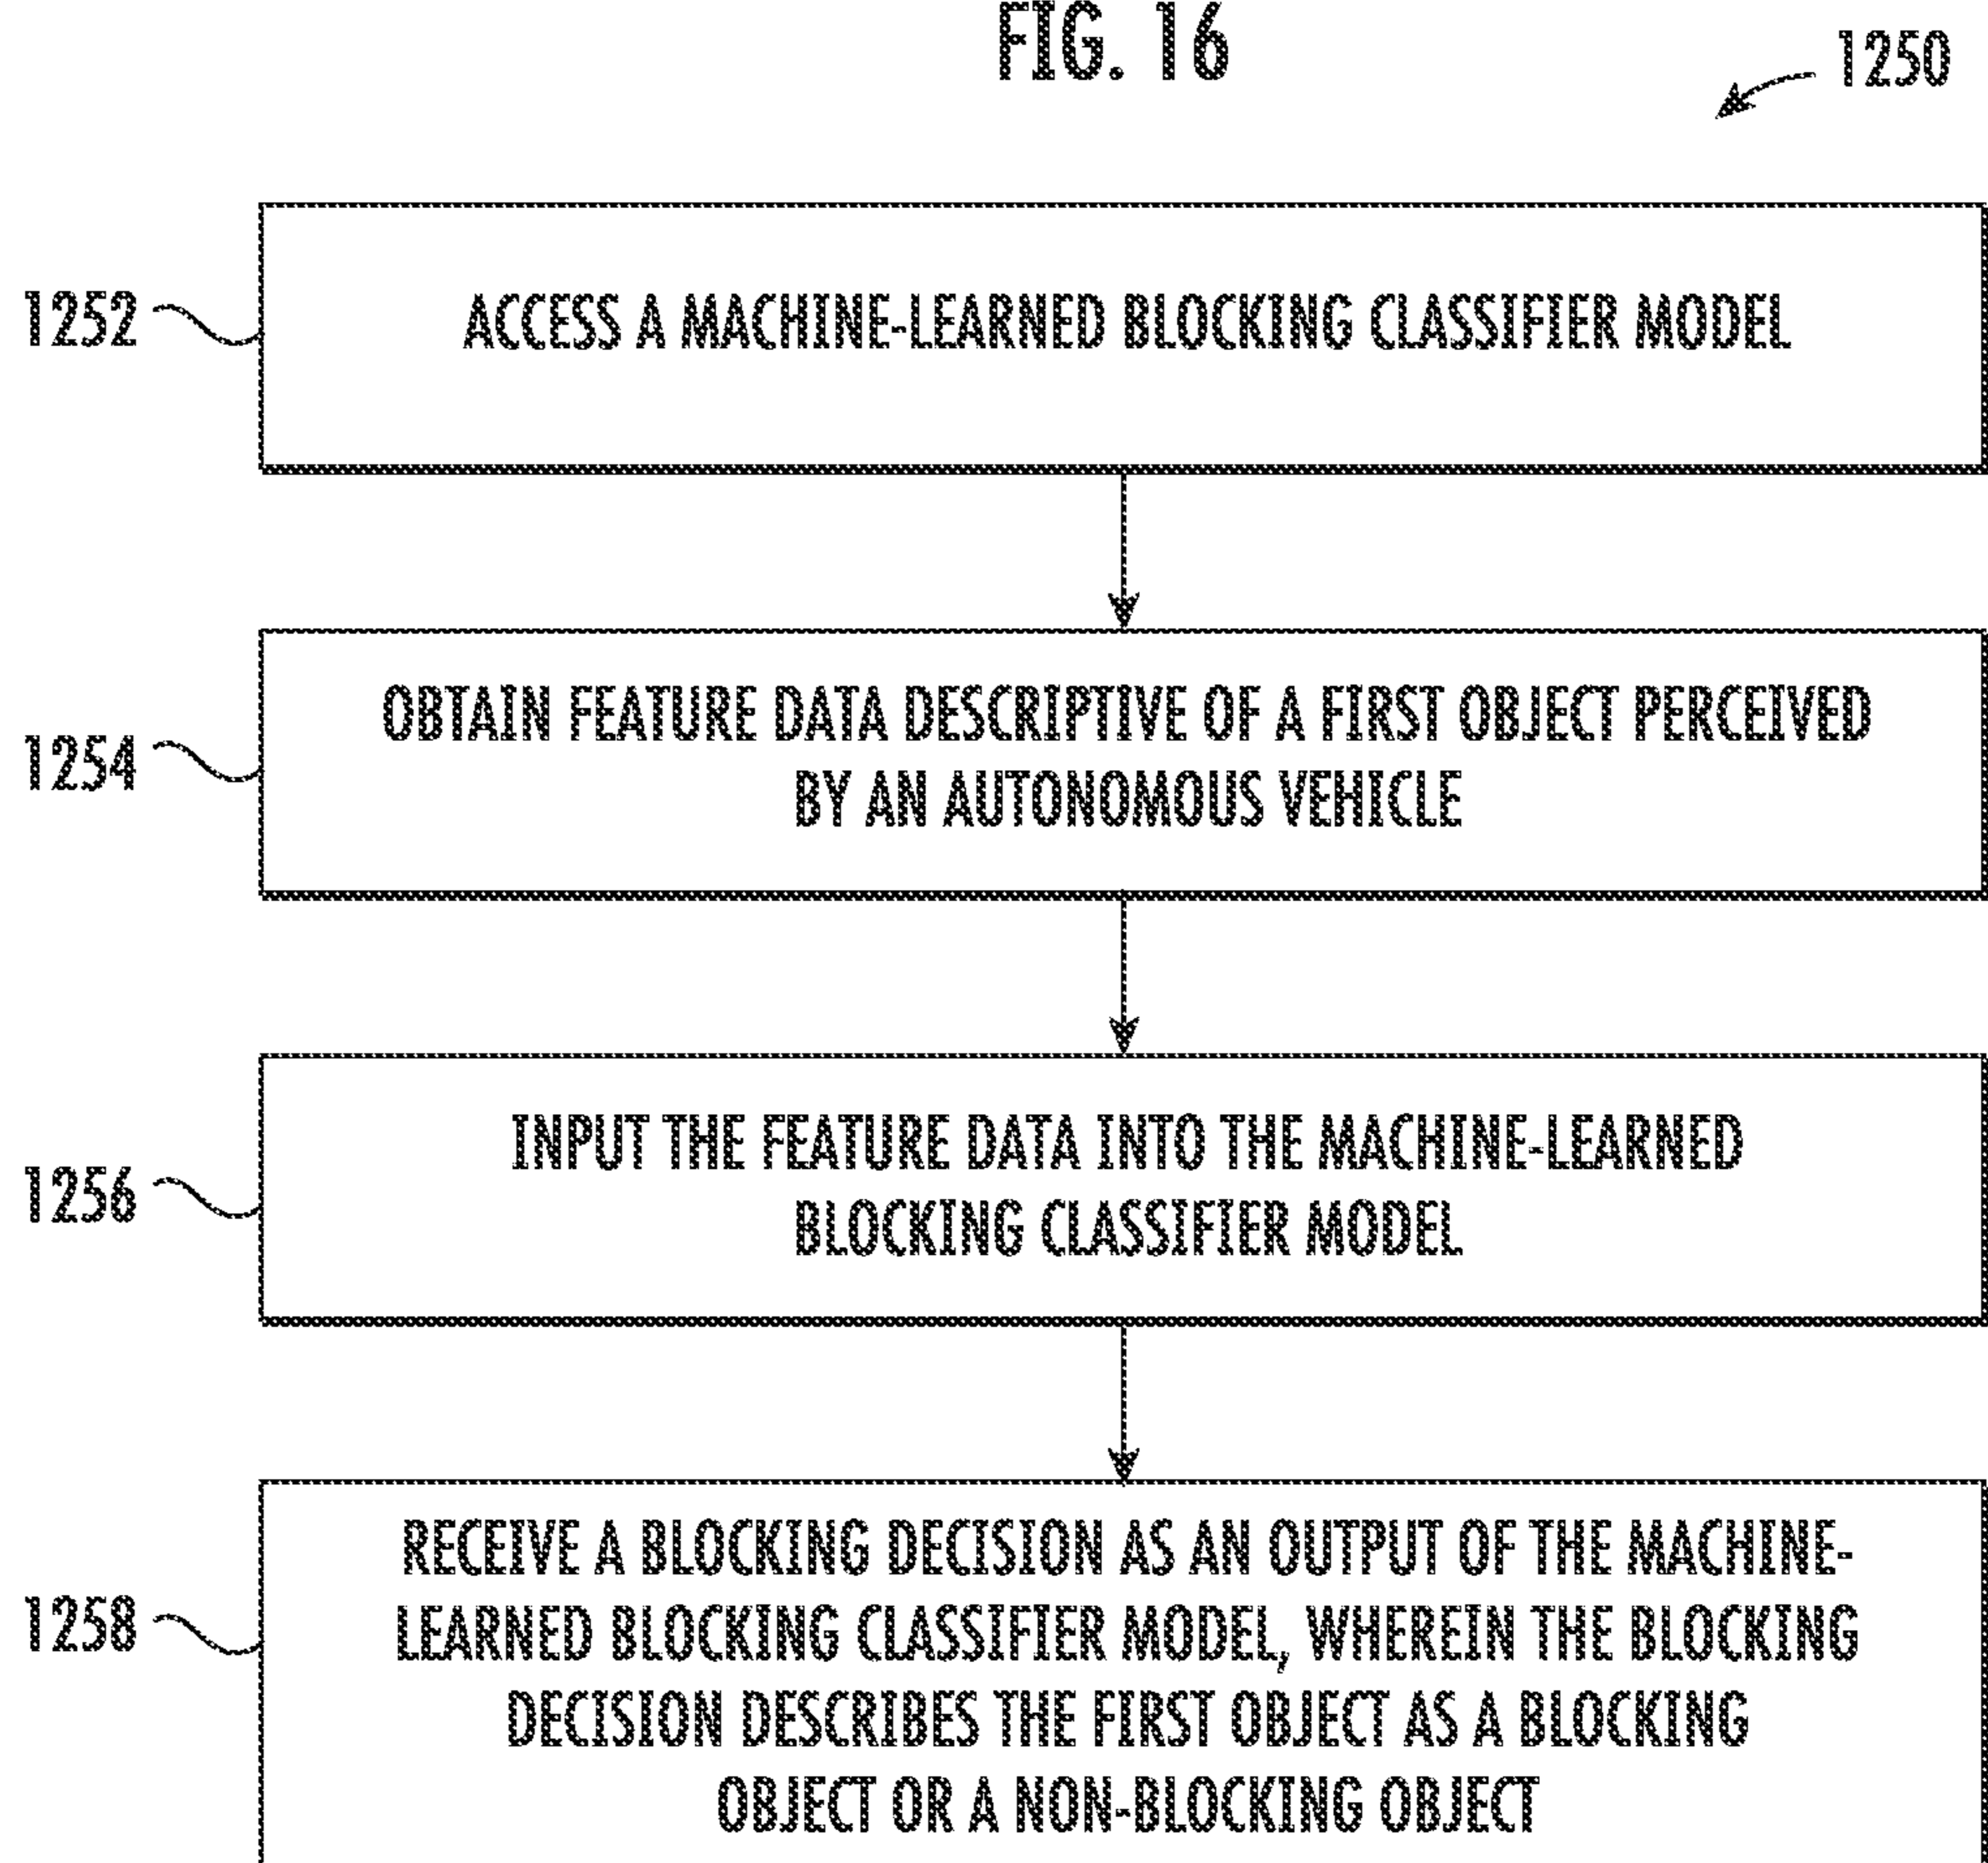 FIG. 16
1250
1252
ACCESS A MACHINE-LEARNED BLOCKING CLASSIFIER MODEL
1254
OBTAIN FEATURE DATA DESCRIPTIVE OF A FIRST OBJECT PERCEIVED
BY AN AUTONOMOUS VEHICLE
1256
INPUT THE FEATURE DATA INTO THE MACHINE-LEARNED
BLOCKING CLASSIFIER MODEL
1258
RECEIVE A BLOCKING DECISION AS AN OUTPUT OF THE MACHINE-
LEARNED BLOCKING CLASSIFIER MODEL, WHEREIN THE BLOCKING
DECISION DESCRIBES THE FIRST OBJECT AS A BLOCKING
OBJECT OR A NON-BLOCKING OBJECT